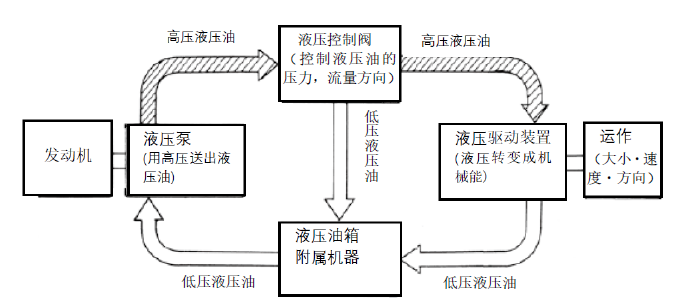 高压液压油
液压控制阀
（控制液压油的
压力，流量方向）
高压液压油
发动机
液压泵
(用高压送出液
压油)
低压液压油
液压驱动装置
(液压转变成机
械能)
运作
（大小·速
度·方向）
液压油箱
附属机器
低压液压油
低压液压油